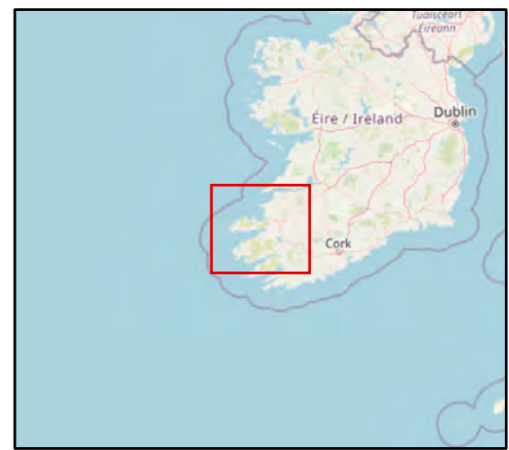 Tuaisceart
Éireann
Éire / Ireland
Dublin
Cork